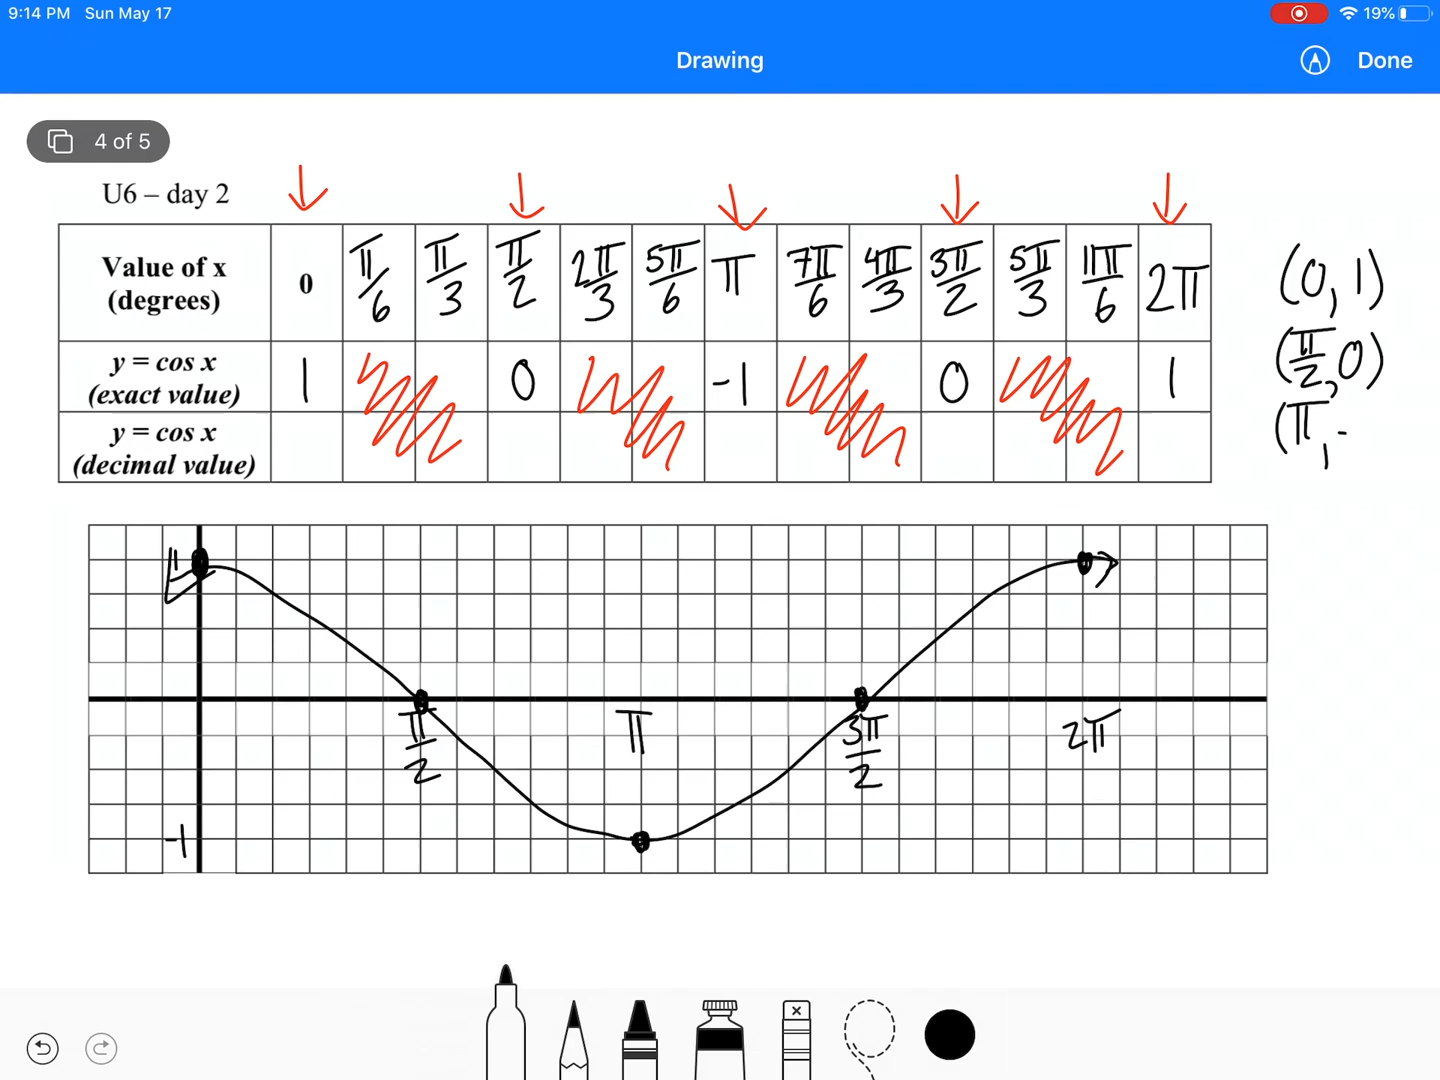 9:14 PM Sun May 17 19%
Drawing
Done
4 of 5
U6 – day 2
Value of x (degrees) 0 π/6 π/3 π/2 2π/3 5π/6 π 7π/6 4π/3 3π/2 5π/3 11π/6 2π
y = cos x (exact value) 1 0 -1 0 1
y = cos x (decimal value)
(0, 1)
(π/2, 0)
(π, -
1
π/2 π 3π/2 2π
-1